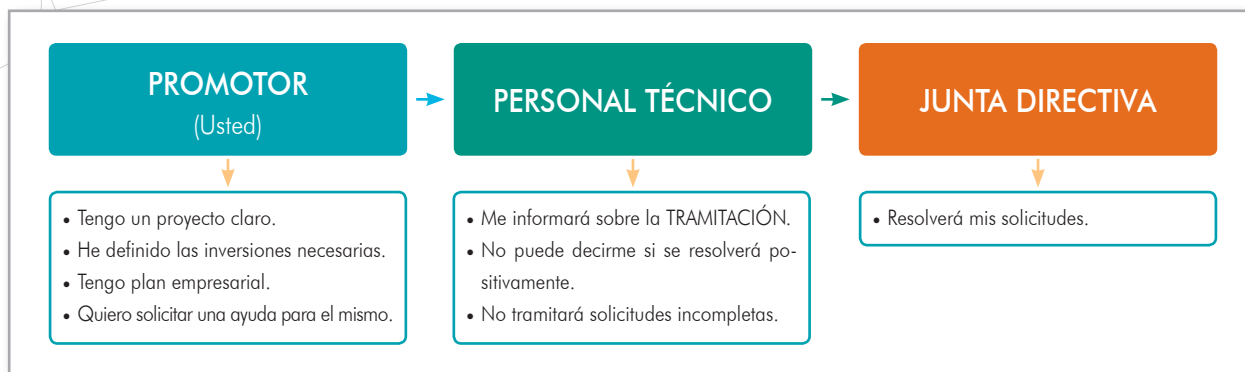 PROMOTOR
(Usted)
• Tengo un proyecto claro.
• He definido las inversiones necesarias.
• Tengo plan empresarial.
• Quiero solicitar una ayuda para el mismo.
PERSONAL TÉCNICO
• Me informará sobre la TRAMITACIÓN.
• No puede decirme si se resolverá po-
sitivamente.
• No tramitará solicitudes incompletas.
JUNTA DIRECTIVA
• Resolverá mis solicitudes.